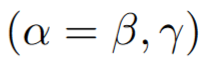 (α = β, γ)